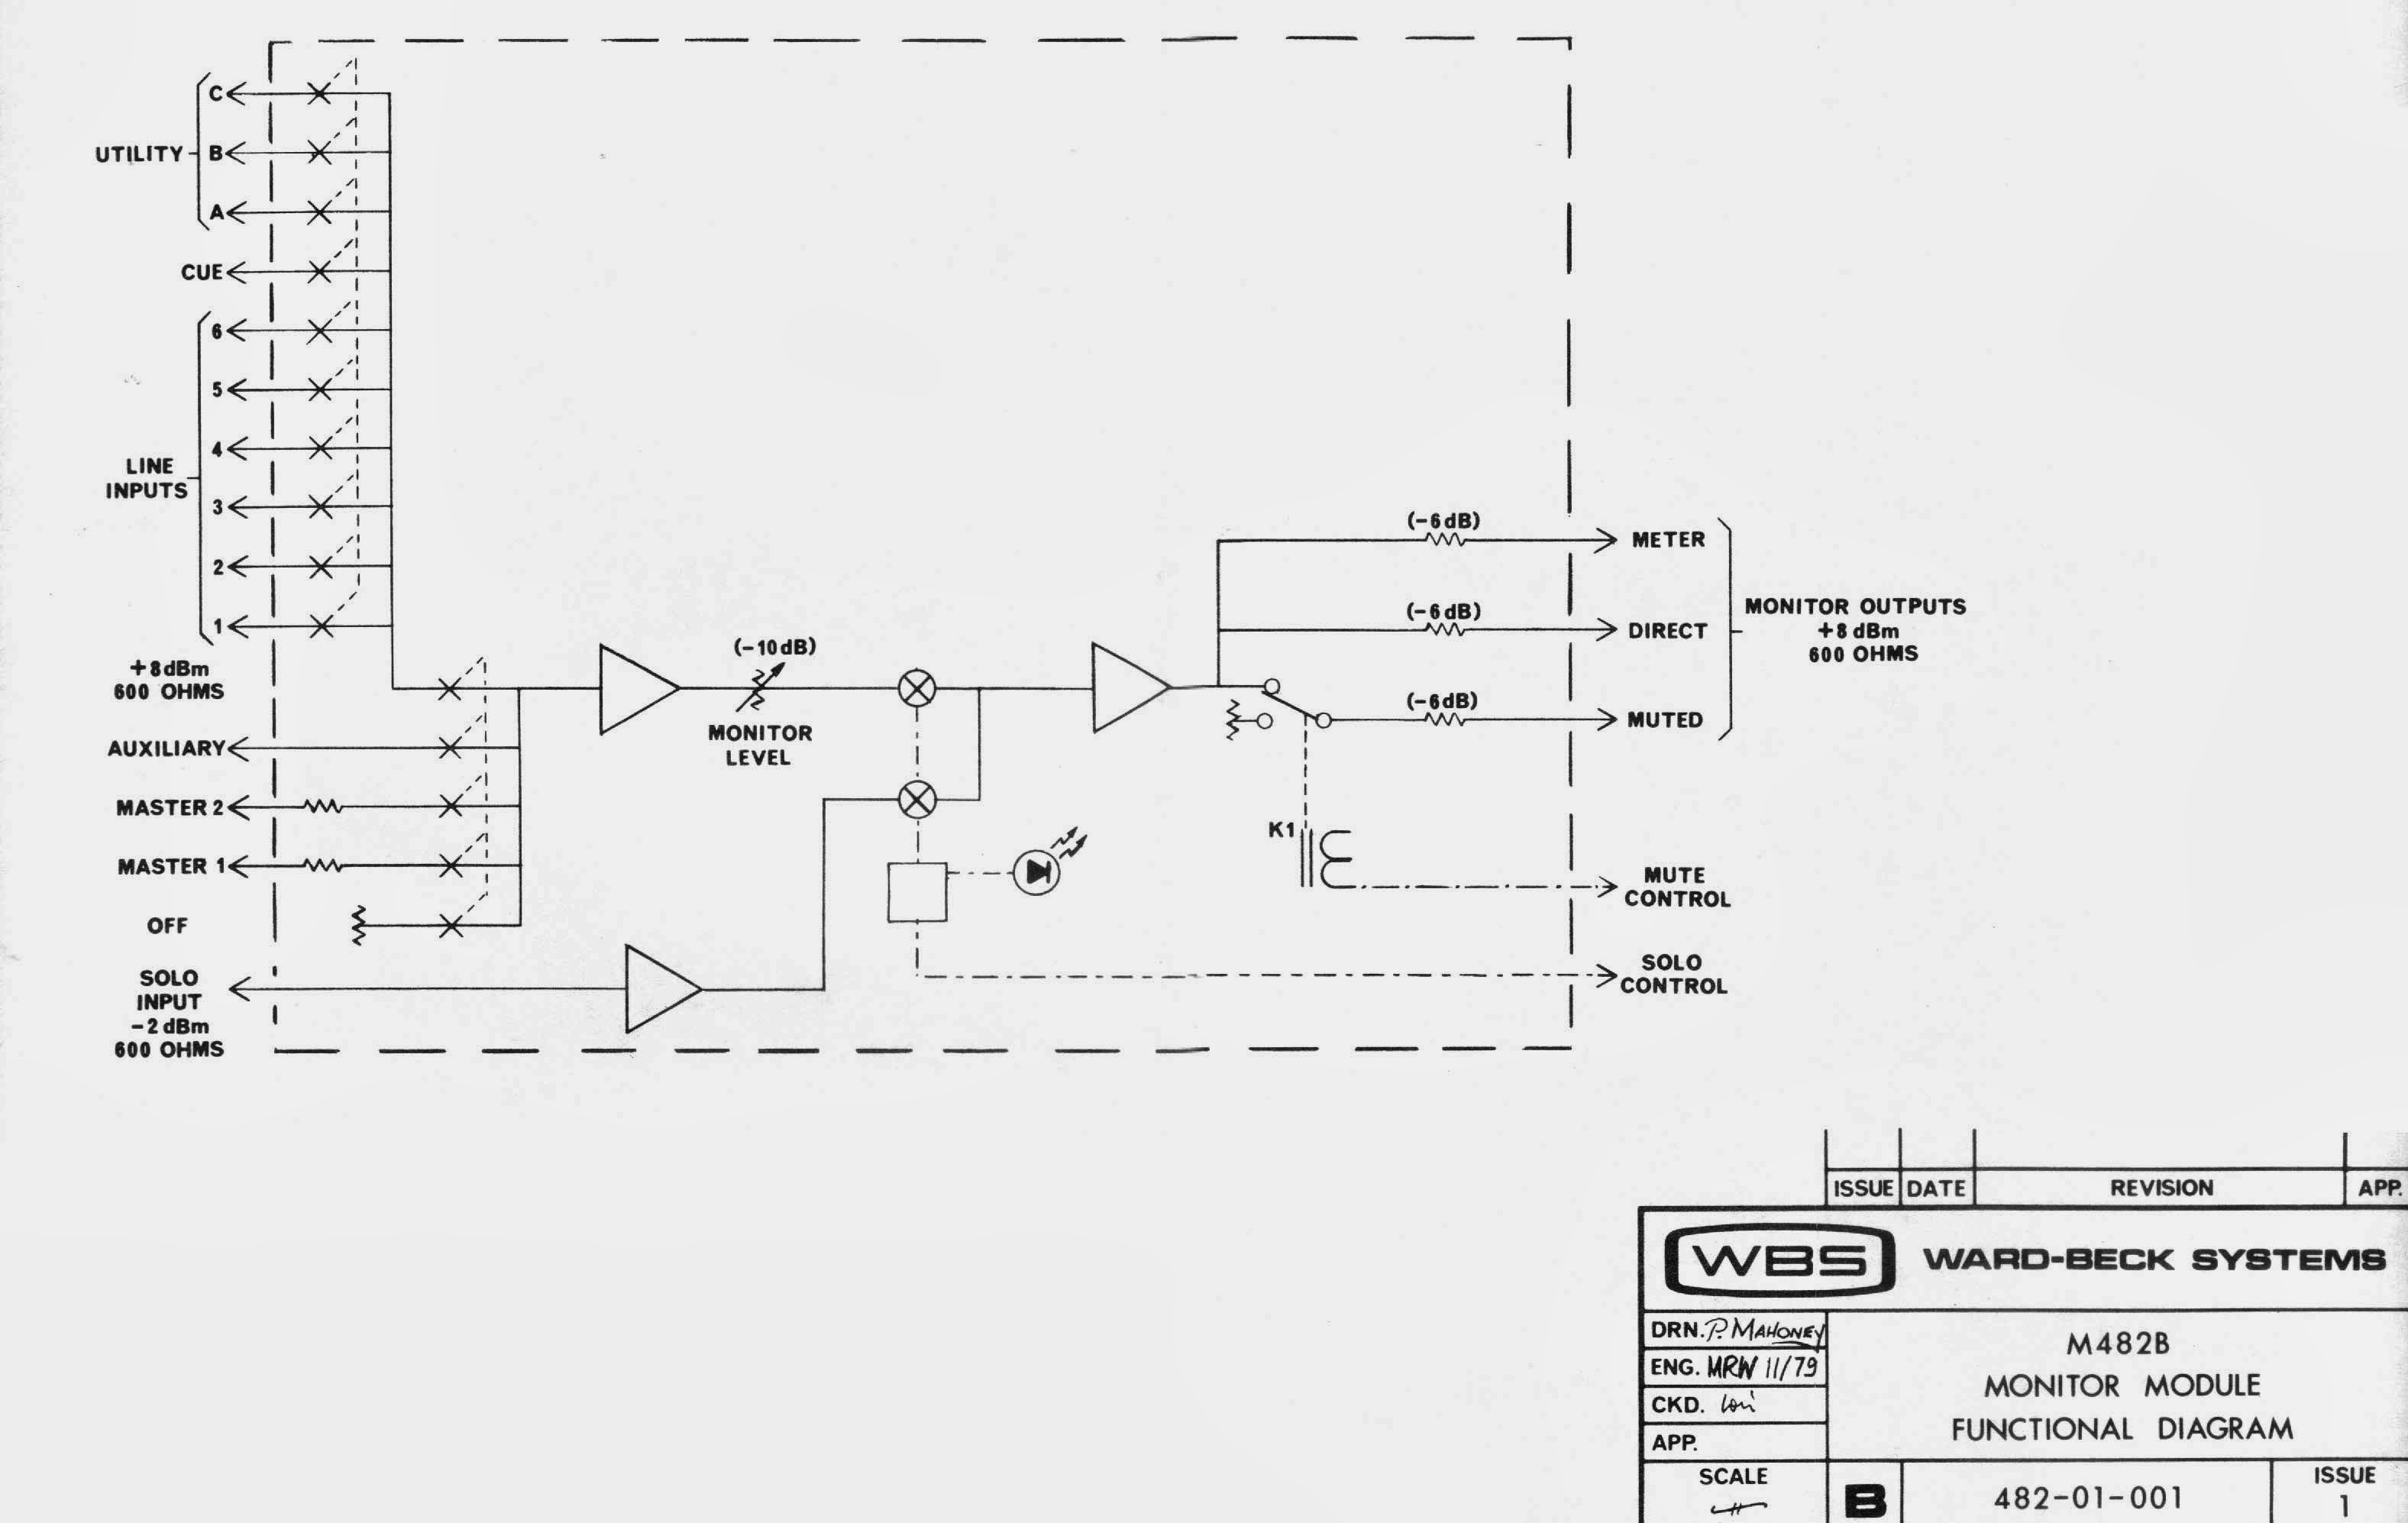 C
UTILITY
B
A
CUE
6
5
4
LINE
INPUTS
3
2
1
+8dBm
600 OHMS
AUXILIARY
MASTER 2
MASTER 1
OFF
SOLO
INPUT
-2 dBm
600 OHMS
(-10dB)
MONITOR
LEVEL
(-6dB)
METER
(-6dB)
DIRECT
(-6dB)
MUTED
MONITOR OUTPUTS
+8 dBm
600 OHMS
K1
MUTE
CONTROL
SOLO
CONTROL
ISSUE DATE REVISION APP.
WBS WARD-BECK SYSTEMS
DRN. P. MAHONEY
ENG. MRW 11/79
CKD. Lori
APP.
M482B
MONITOR MODULE
FUNCTIONAL DIAGRAM
SCALE
B
482-01-001
ISSUE
1